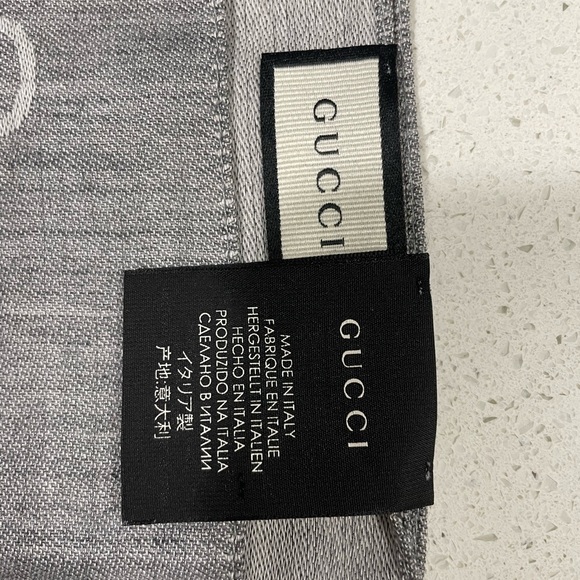 GUCCI
GUCCI
MADE IN ITALY
FABRIQUE EN ITALIE
HERGESTELLT IN ITALIEN
HECHO EN ITALIA
PRODUZIDO NA ITALIA
СДЕЛАНО В ИТАЛИИ
イタリア製
产地:意大利